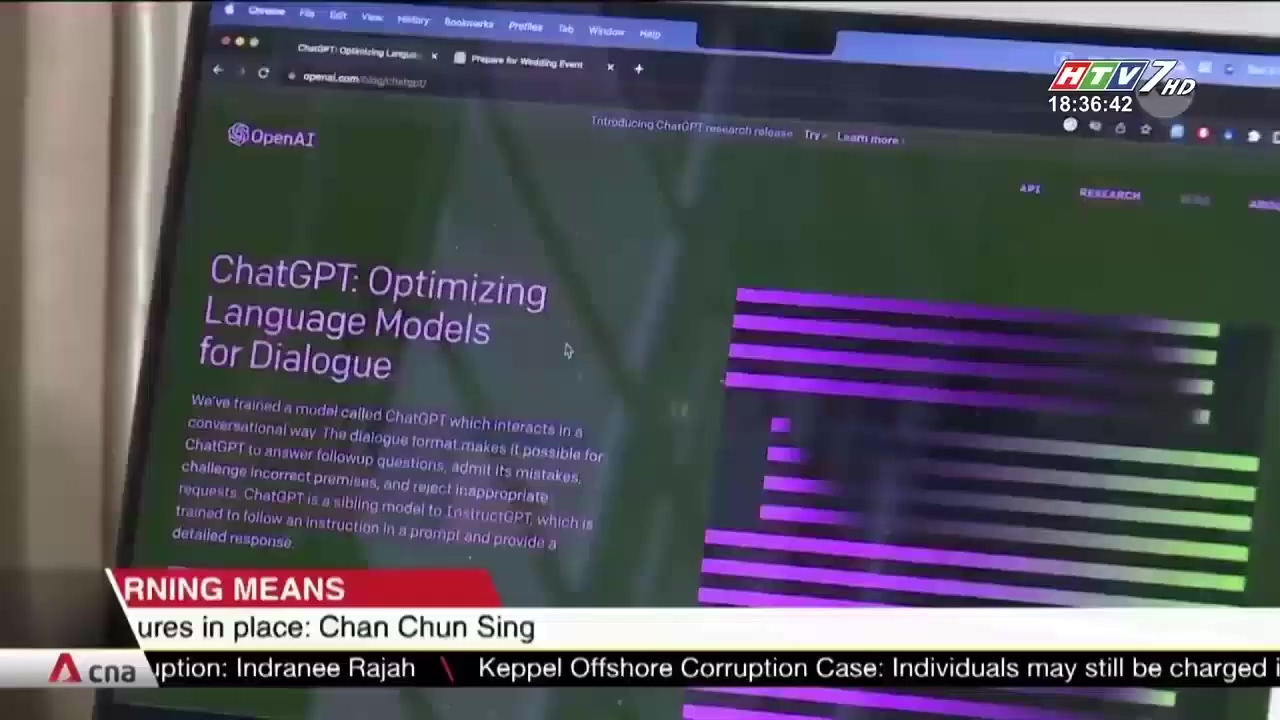 Chrome File Edit View History Bookmarks Profiles Tab Window Help
ChatGPT: Optimizing Langua
Prepare for Wedding Event
openai.com/blog/chatgpt/
HTV7 HD
18:36:42
Introducing ChatGPT research release Try Learn more
OpenAI
API RESEARCH
ChatGPT: Optimizing
Language Models
for Dialogue
We've trained a model called ChatGPT which interacts in a
conversational way. The dialogue format makes it possible for
ChatGPT to answer followup questions, admit its mistakes,
challenge incorrect premises, and reject inappropriate
requests. ChatGPT is a sibling model to InstructGPT, which is
trained to follow an instruction in a prompt and provide a
detailed response.
RNING MEANS
ures in place: Chan Chun Sing
cna
uption: Indranee Rajah \ Keppel Offshore Corruption Case: Individuals may still be charged i